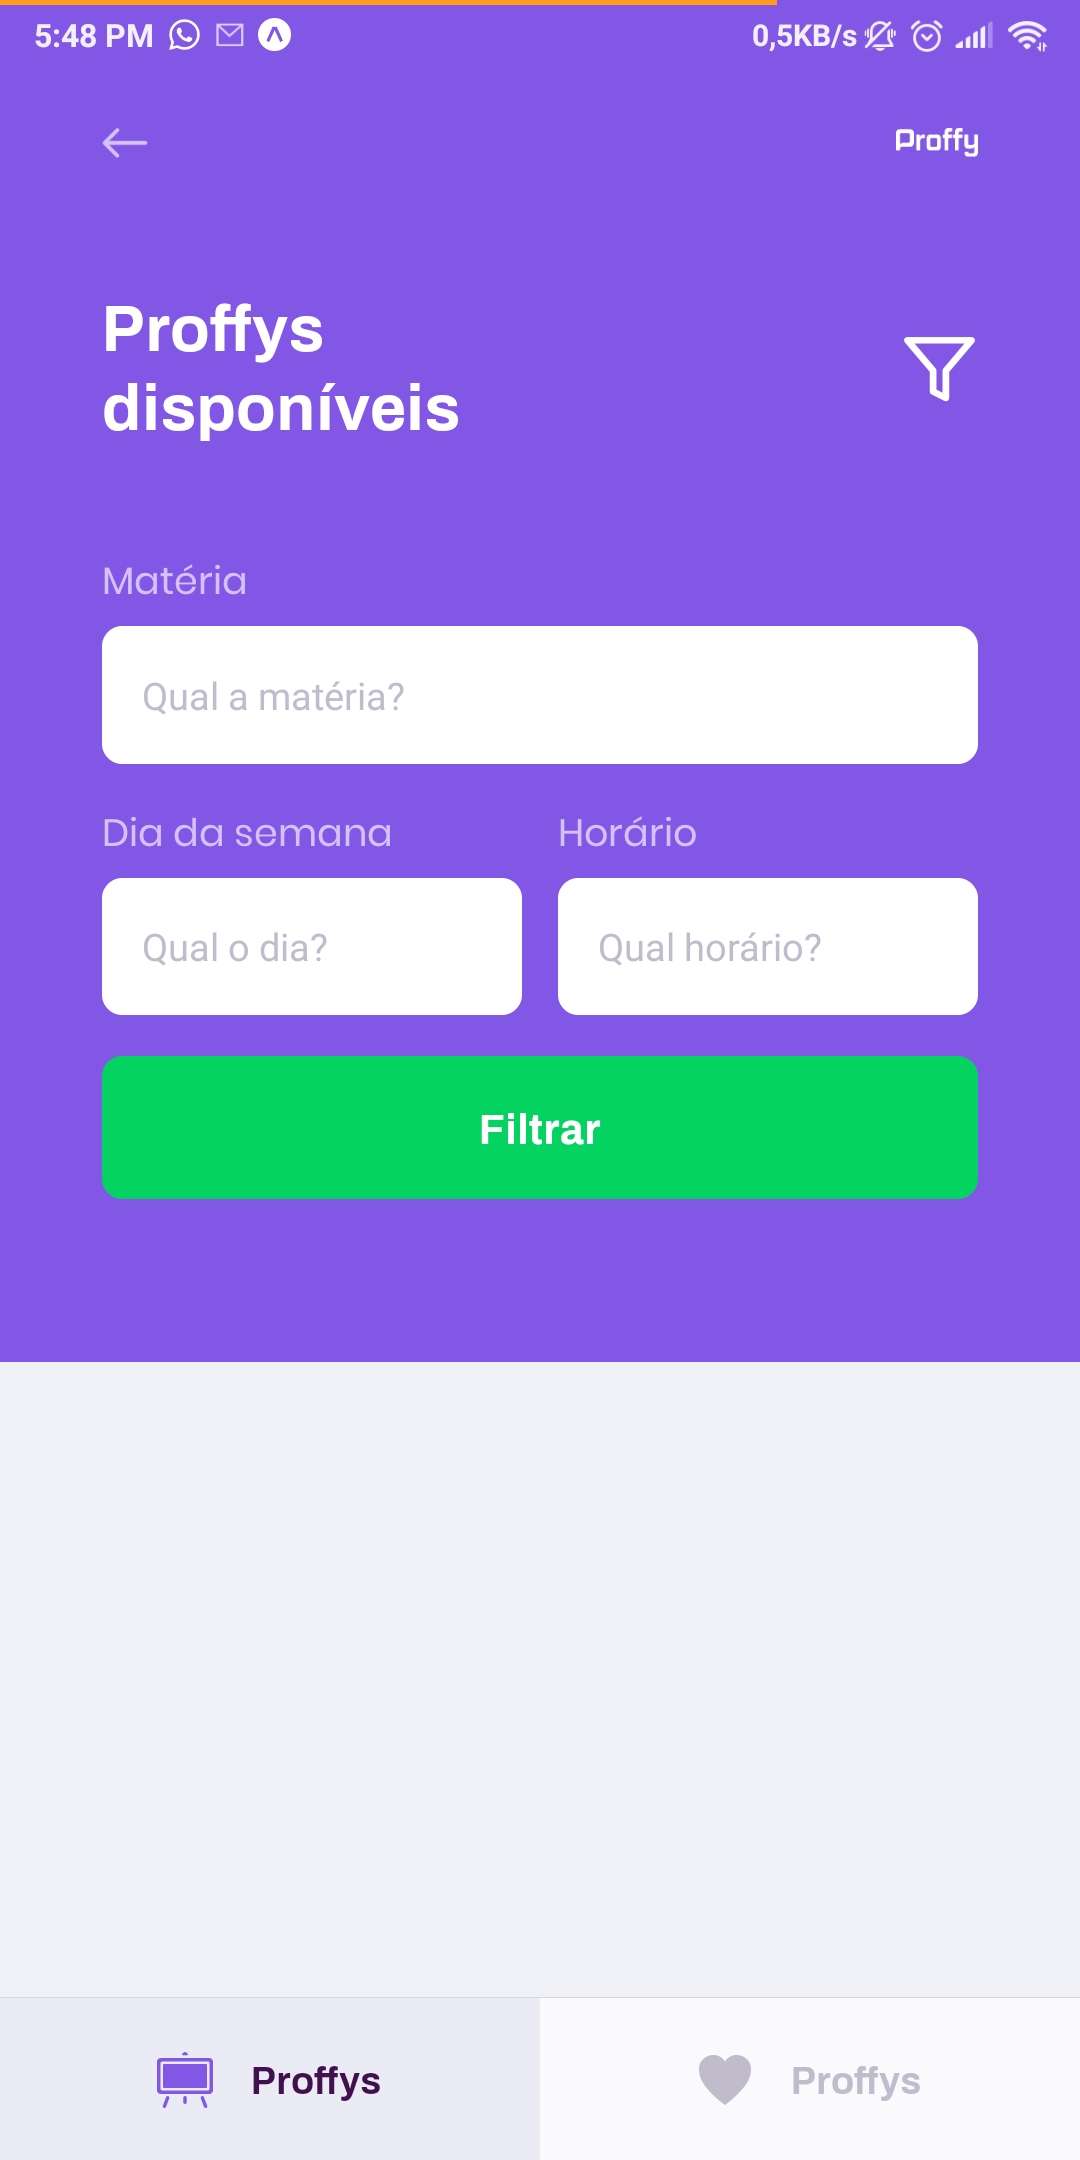 5:48 PM 0,5KB/s
Proffy
Proffys
disponíveis
Matéria
Qual a matéria?
Dia da semana Horário
Qual o dia? Qual horário?
Filtrar
Proffys Proffys